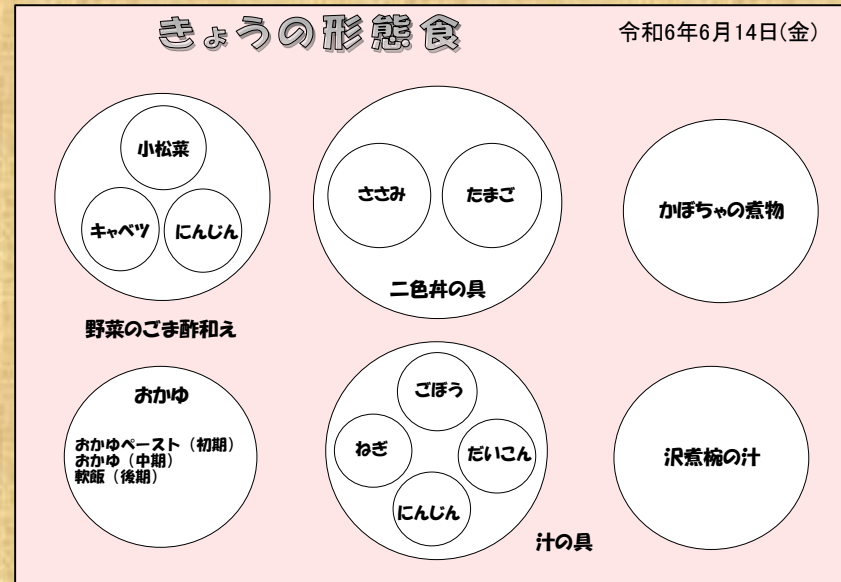 きょうの形態食
令和6年6月14日(金)
小松菜
キャベツ
にんじん
野菜のごま酢和え
ささみ
たまご
二色丼の具
かぼちゃの煮物
おかゆ
おかゆペースト（初期）
おかゆ（中期）
軟飯（後期）
ごぼう
ねぎ
だいこん
にんじん
汁の具
沢煮椀の汁